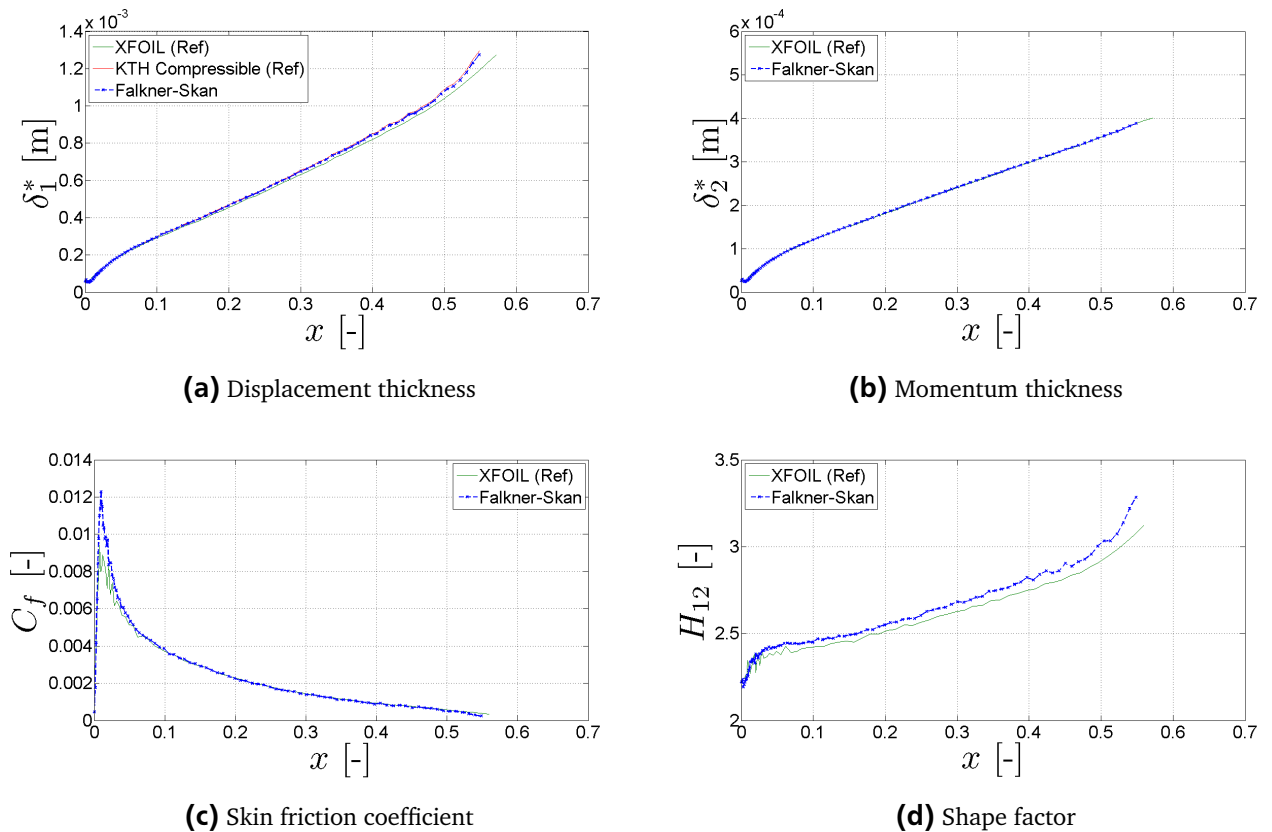 × 10⁻³
1.4
XFOIL (Ref)
KTH Compressible (Ref)
Falkner-Skan
1.2
1
0.8
0.6
0.4
0.2
0
δ₁* [m]
0 0.1 0.2 0.3 0.4 0.5 0.6 0.7
x [-]
(a) Displacement thickness
× 10⁻⁴
6
XFOIL (Ref)
Falkner-Skan
5
4
3
2
1
0
δ₂* [m]
0 0.1 0.2 0.3 0.4 0.5 0.6 0.7
x [-]
(b) Momentum thickness
0.014
XFOIL (Ref)
Falkner-Skan
0.012
0.01
0.008
0.006
0.004
0.002
0
C_f [-]
0 0.1 0.2 0.3 0.4 0.5 0.6 0.7
x [-]
(c) Skin friction coefficient
3.5
XFOIL (Ref)
Falkner-Skan
3
2.5
2
H₁₂ [-]
0 0.1 0.2 0.3 0.4 0.5 0.6 0.7
x [-]
(d) Shape factor